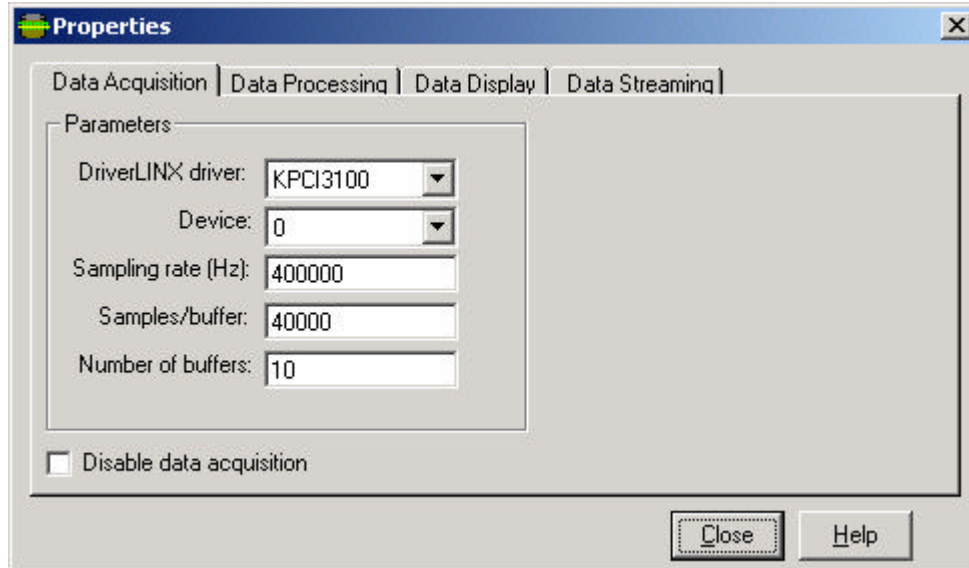 Properties
Data Acquisition Data Processing Data Display Data Streaming
Parameters
DriverLINX driver: KPCI3100
Device: 0
Sampling rate (Hz): 400000
Samples/buffer: 40000
Number of buffers: 10
Disable data acquisition
Close Help